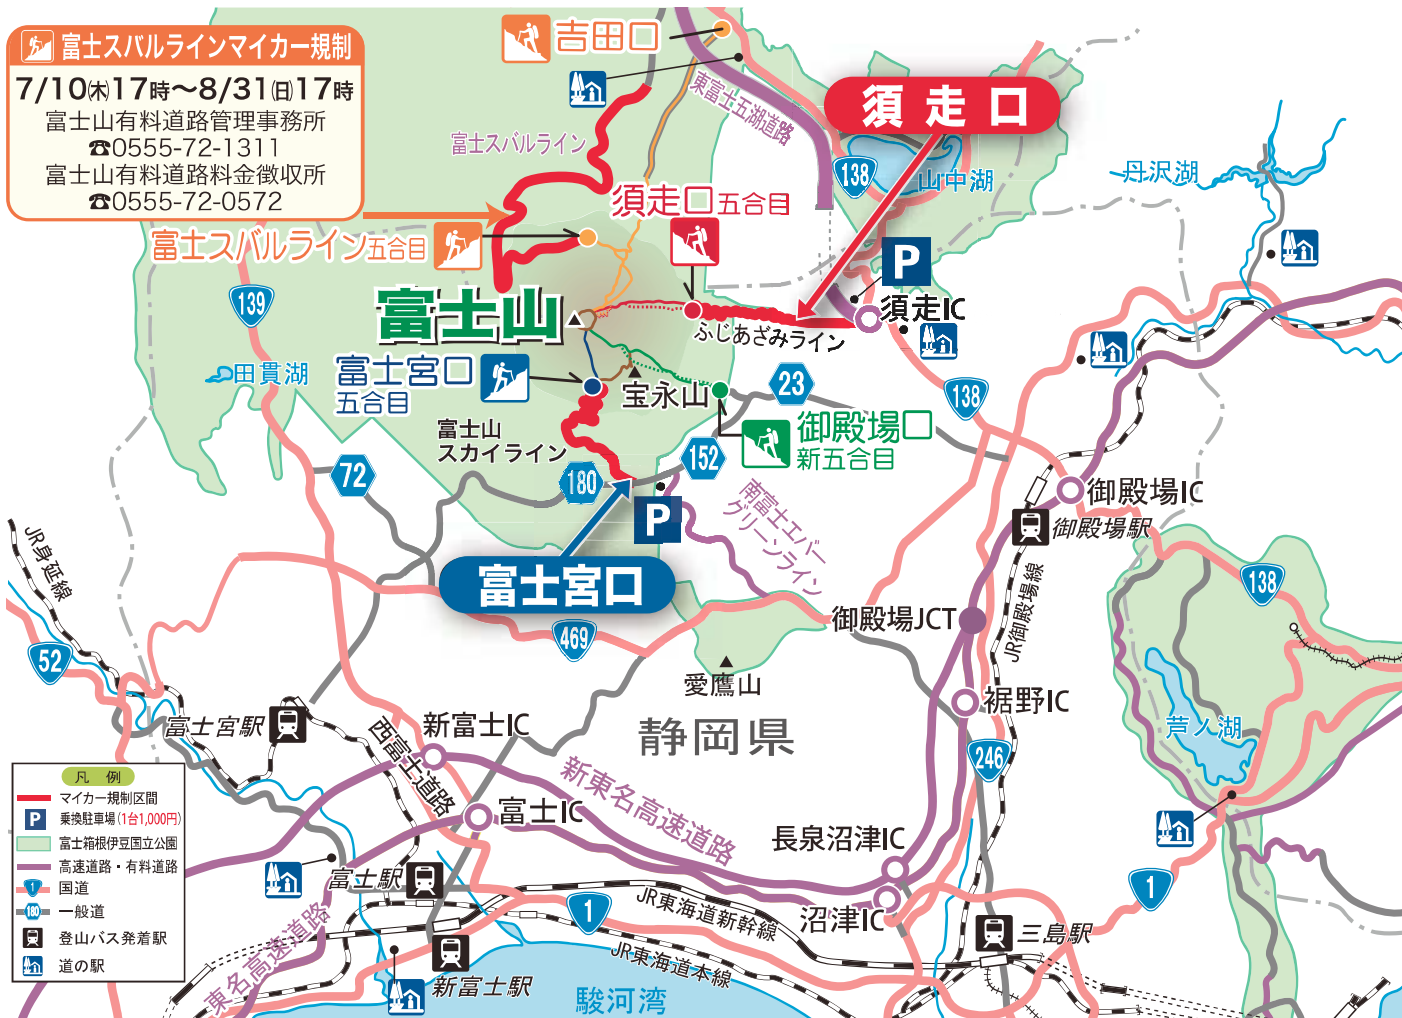 富士スバルラインマイカー規制
7/10(木)17時～8/31(日)17時
富士山有料道路管理事務所
☎0555-72-1311
富士山有料道路料金徴収所
☎0555-72-0572
吉田口
東富士五湖道路
須走口
富士スバルライン
138
山中湖
丹沢湖
須走口五合目
富士スバルライン五合目
P
139
富士山
須走IC
ふじあざみライン
田貫湖
富士宮口
五合目
宝永山
23
138
富士山
スカイライン
御殿場口
新五合目
72
180
152
P
南富士エバー
グリーンライン
御殿場IC
御殿場駅
JR身延線
富士宮口
138
469
御殿場JCT
JR御殿場線
52
愛鷹山
裾野IC
富士宮駅
新富士IC
静岡県
芦ノ湖
246
西富士道路
新東名高速道路
富士IC
長泉沼津IC
凡例
マイカー規制区間
P
乗換駐車場(1台1,000円)
富士箱根伊豆国立公園
高速道路・有料道路
1
国道
180
一般道
登山バス発着駅
道の駅
富士駅
1
1
JR東海道新幹線
沼津IC
三島駅
東名高速道路
JR東海道本線
新富士駅
駿河湾